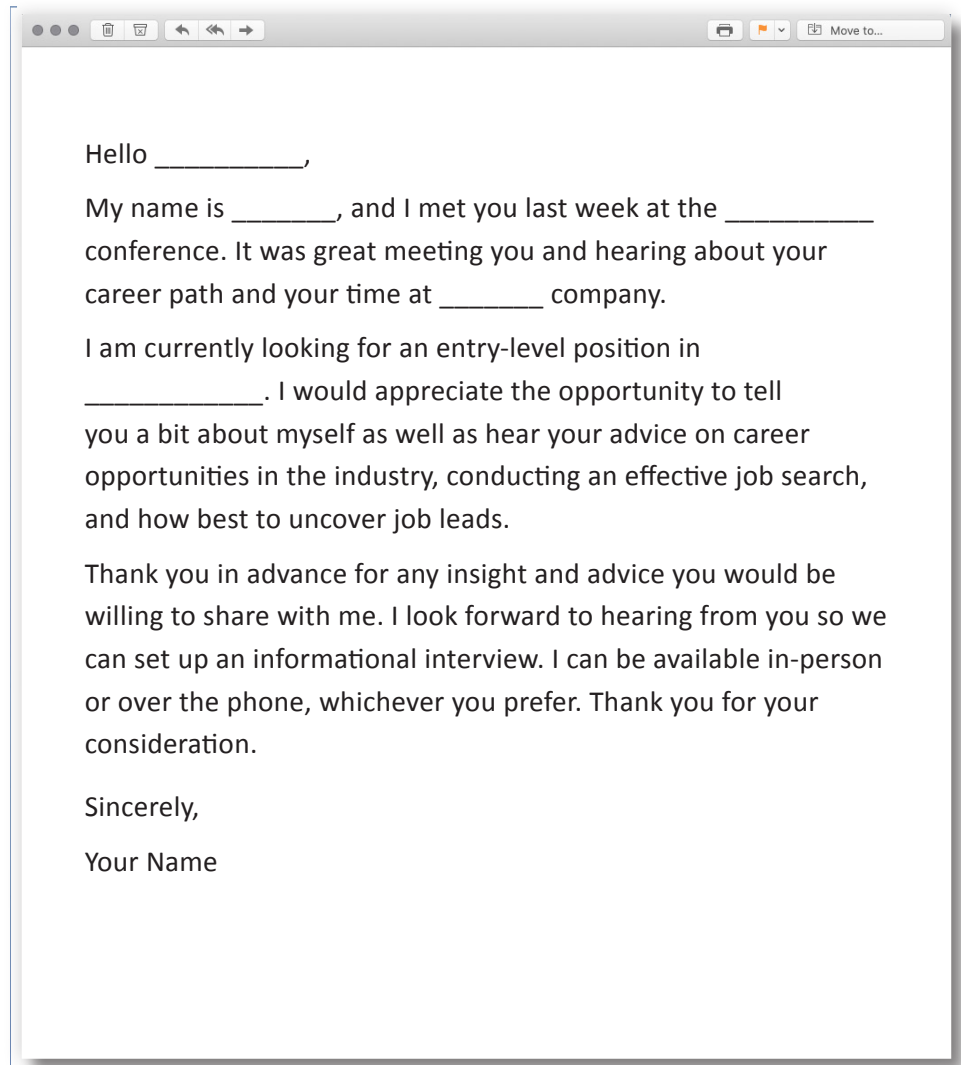 Move to...
Hello __________,
My name is _______, and I met you last week at the __________
conference. It was great meeting you and hearing about your
career path and your time at _______ company.
I am currently looking for an entry-level position in
____________. I would appreciate the opportunity to tell
you a bit about myself as well as hear your advice on career
opportunities in the industry, conducting an effective job search,
and how best to uncover job leads.
Thank you in advance for any insight and advice you would be
willing to share with me. I look forward to hearing from you so we
can set up an informational interview. I can be available in-person
or over the phone, whichever you prefer. Thank you for your
consideration.
Sincerely,
Your Name